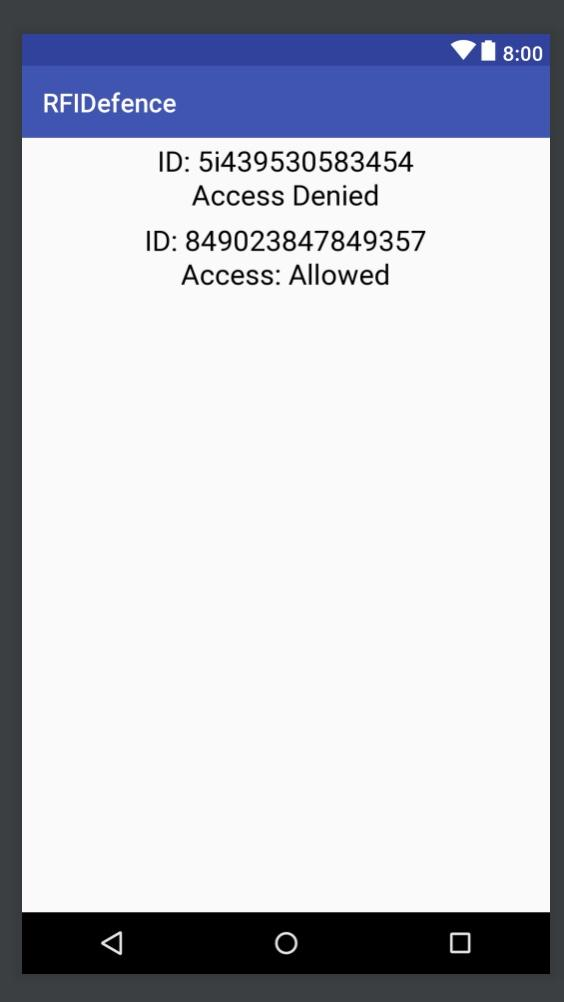 8:00
RFIDefence
ID: 5i439530583454
Access Denied
ID: 849023847849357
Access: Allowed